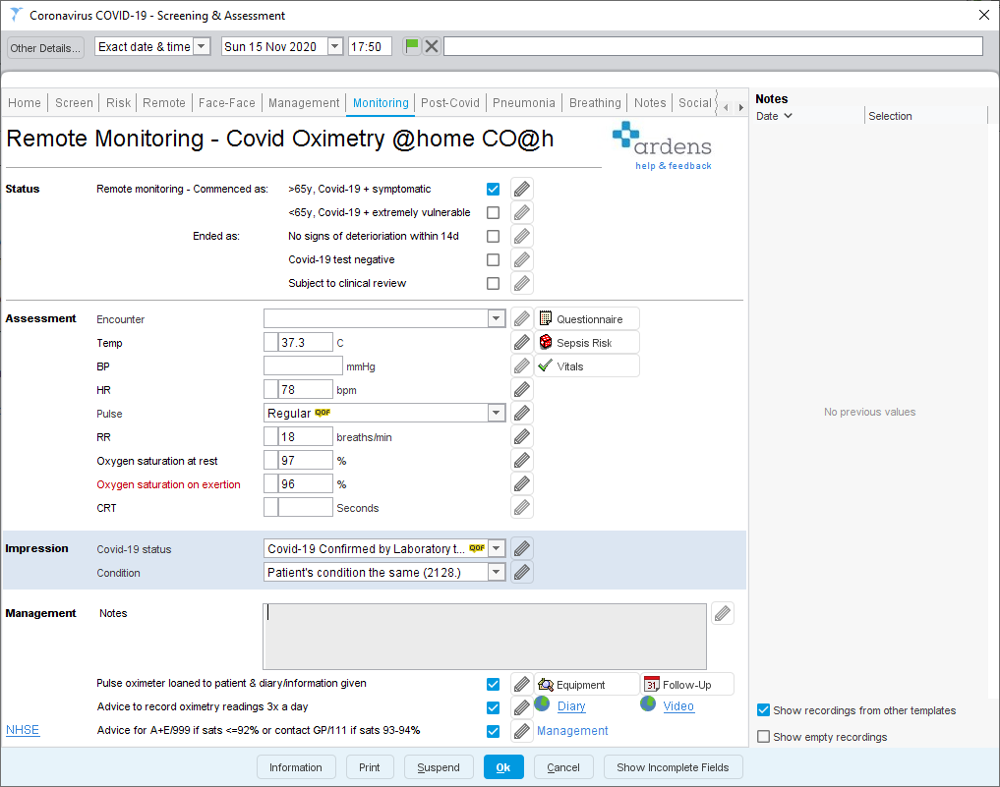 Coronavirus COVID-19 - Screening & Assessment
Other Details... Exact date & time Sun 15 Nov 2020 17:50
Home Screen Risk Remote Face-Face Management Monitoring Post-Covid Pneumonia Breathing Notes Social
Remote Monitoring - Covid Oximetry @home CO@h
ardens
help & feedback
Status Remote monitoring - Commenced as: >65y, Covid-19 + symptomatic
<65y, Covid-19 + extremely vulnerable
Ended as: No signs of deterioriation within 14d
Covid-19 test negative
Subject to clinical review
Assessment Encounter Questionnaire
Temp 37.3 C Sepsis Risk
BP mmHg Vitals
HR 78 bpm
Pulse Regular QOF
RR 18 breaths/min
Oxygen saturation at rest 97 %
Oxygen saturation on exertion 96 %
CRT Seconds
Impression Covid-19 status Covid-19 Confirmed by Laboratory t... QOF
Condition Patient's condition the same (2128.)
Management Notes
Pulse oximeter loaned to patient & diary/information given Equipment 31 Follow-Up
Advice to record oximetry readings 3x a day Diary Video
NHSE Advice for A+E/999 if sats <=92% or contact GP/111 if sats 93-94% Management
Notes
Date Selection
No previous values
Show recordings from other templates
Show empty recordings
Information Print Suspend Ok Cancel Show Incomplete Fields